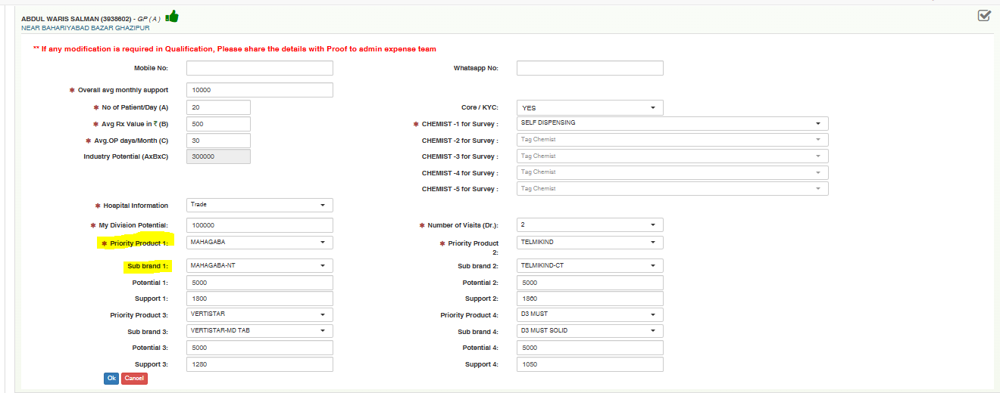 ABDUL WARIS SALMAN (3938602) - GP ( A )
NEAR BAHARIYABAD BAZAR GHAZIPUR
** If any modification is required in Qualification, Please share the details with Proof to admin expense team
Mobile No: Whatsapp No:
* Overall avg monthly support 10000
* No of Patient/Day (A) 20 Core / KYC: YES
* Avg Rx Value in ₹ (B) 500 * CHEMIST -1 for Survey : SELF DISPENSING
* Avg.OP days/Month (C) 30 CHEMIST -2 for Survey : Tag Chemist
Industry Potential (AxBxC) 300000 CHEMIST -3 for Survey : Tag Chemist
CHEMIST -4 for Survey : Tag Chemist
CHEMIST -5 for Survey : Tag Chemist
* Hospital Information Trade
* My Division Potential: 100000 * Number of Visits (Dr.): 2
* Priority Product 1: MAHAGABA * Priority Product 2: TELMIKIND
Sub brand 1: MAHAGABA-NT Sub brand 2: TELMIKIND-CT
Potential 1: 5000 Potential 2: 5000
Support 1: 1800 Support 2: 1860
Priority Product 3: VERTISTAR Priority Product 4: D3 MUST
Sub brand 3: VERTISTAR-MD TAB Sub brand 4: D3 MUST SOLID
Potential 3: 5000 Potential 4: 5000
Support 3: 1280 Support 4: 1050
Ok Cancel